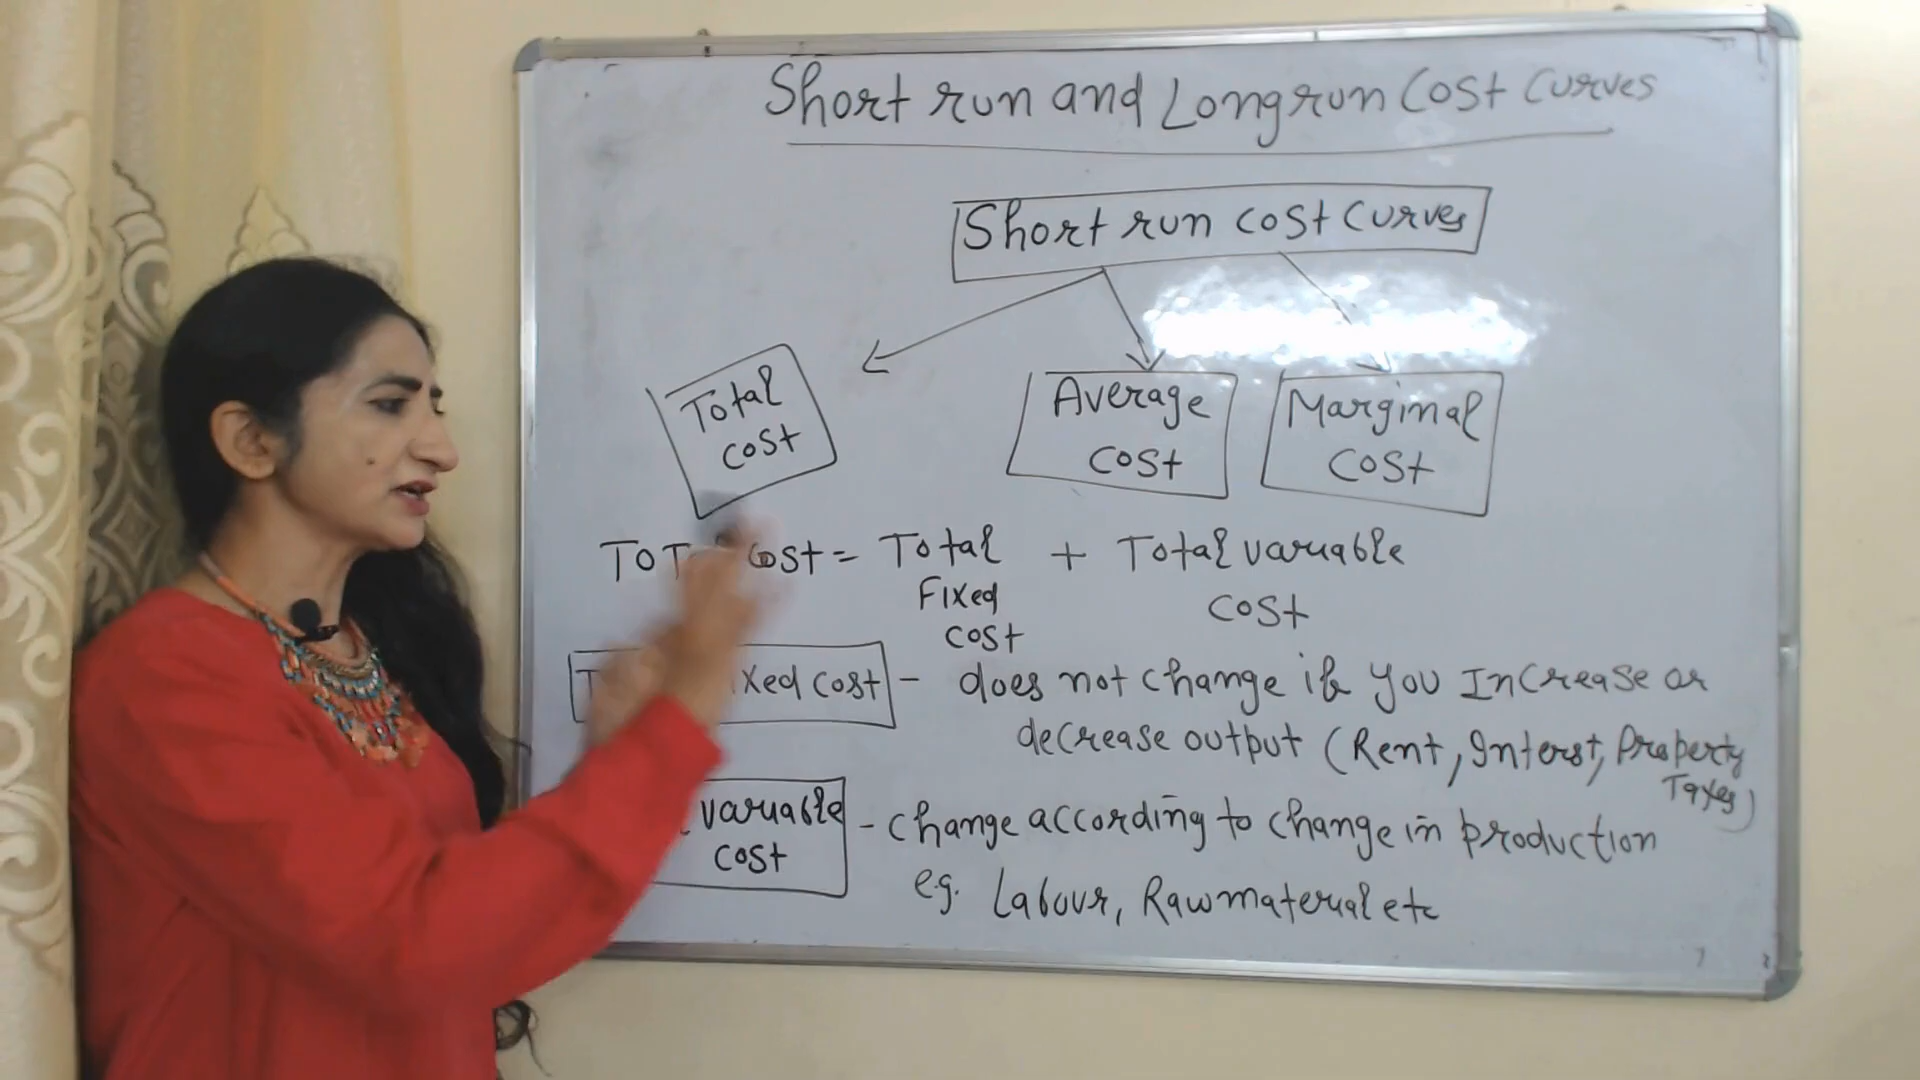 Short run and Longrun Cost Curves
Short run cost curves
Total
cost
Average
cost
Marginal
cost
cost = Total + Total variable
Fixed
cost
cost
cost - does not change if you Increase or
decrease output (Rent, Interst, Property
Taxes)
variable
cost
- change according to change in production
e.g. Labour, Rawmaterial etc